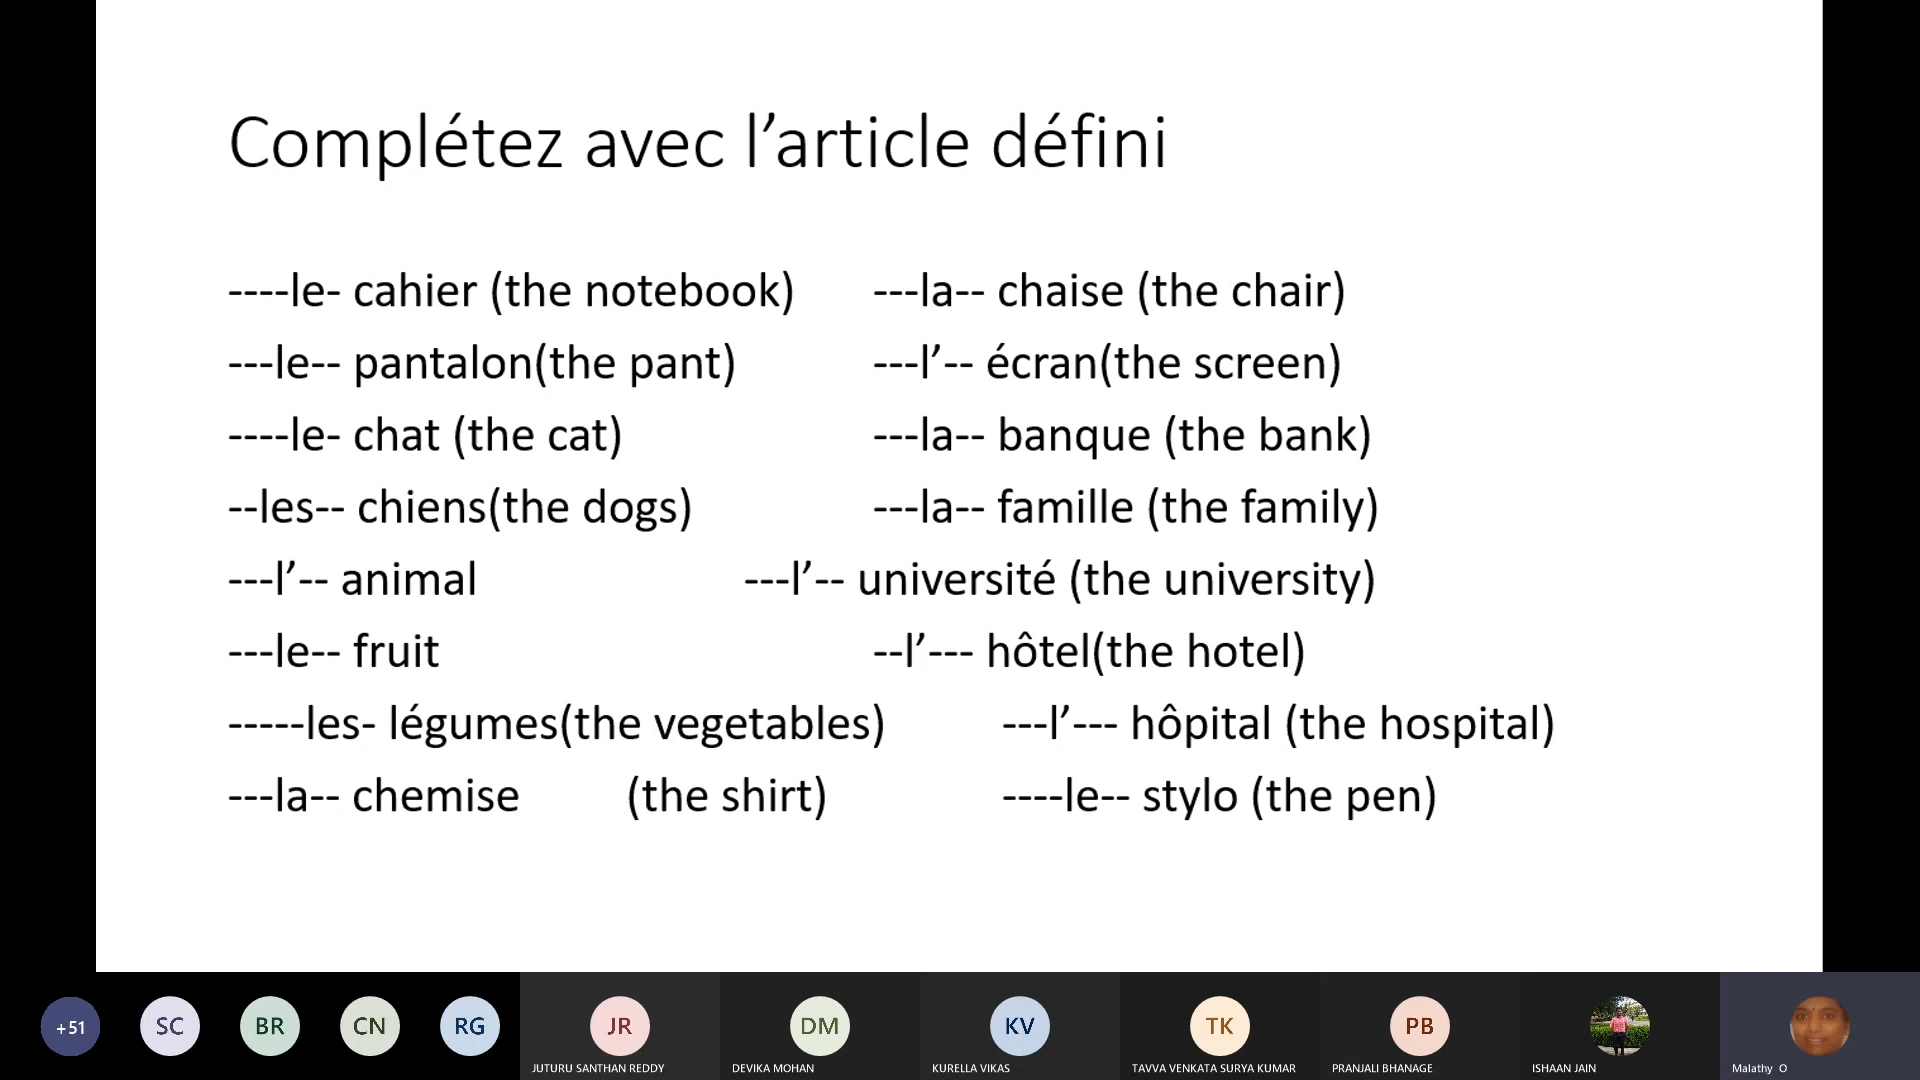 Complétez avec l’article défini
----le- cahier (the notebook) ---la-- chaise (the chair)
---le-- pantalon(the pant) ---l’-- écran(the screen)
----le- chat (the cat) ---la-- banque (the bank)
--les-- chiens(the dogs) ---la-- famille (the family)
---l’-- animal ---l’-- université (the university)
---le-- fruit --l’--- hôtel(the hotel)
-----les- légumes(the vegetables) ---l’--- hôpital (the hospital)
---la-- chemise (the shirt) ----le-- stylo (the pen)
+51 SC BR CN RG JR DM KV TK PB
JUTURU SANTHAN REDDY DEVIKA MOHAN KURELLA VIKAS TAVVA VENKATA SURYA KUMAR PRANJALI BHANAGE ISHAAN JAIN Malathy O